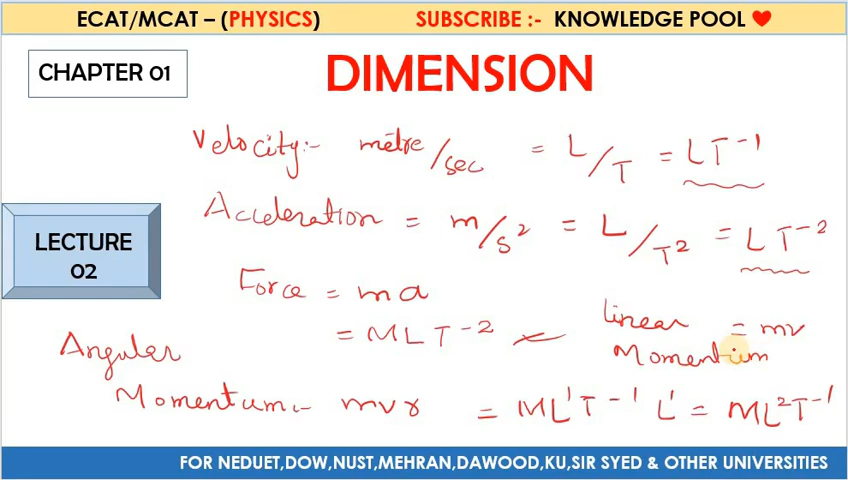 ECAT/MCAT – (PHYSICS) SUBSCRIBE :- KNOWLEDGE POOL ❤
CHAPTER 01
DIMENSION
Velocity:- metre/sec = L/T = LT⁻¹
Acceleration = m/s² = L/T² = LT⁻²
LECTURE
02
Force = ma
= MLT⁻²
Linear
Momentum = mv
Angular
Momentum:- mvr = ML¹T⁻¹ L¹ = ML²T⁻¹
FOR NEDUET,DOW,NUST,MEHRAN,DAWOOD,KU,SIR SYED & OTHER UNIVERSITIES